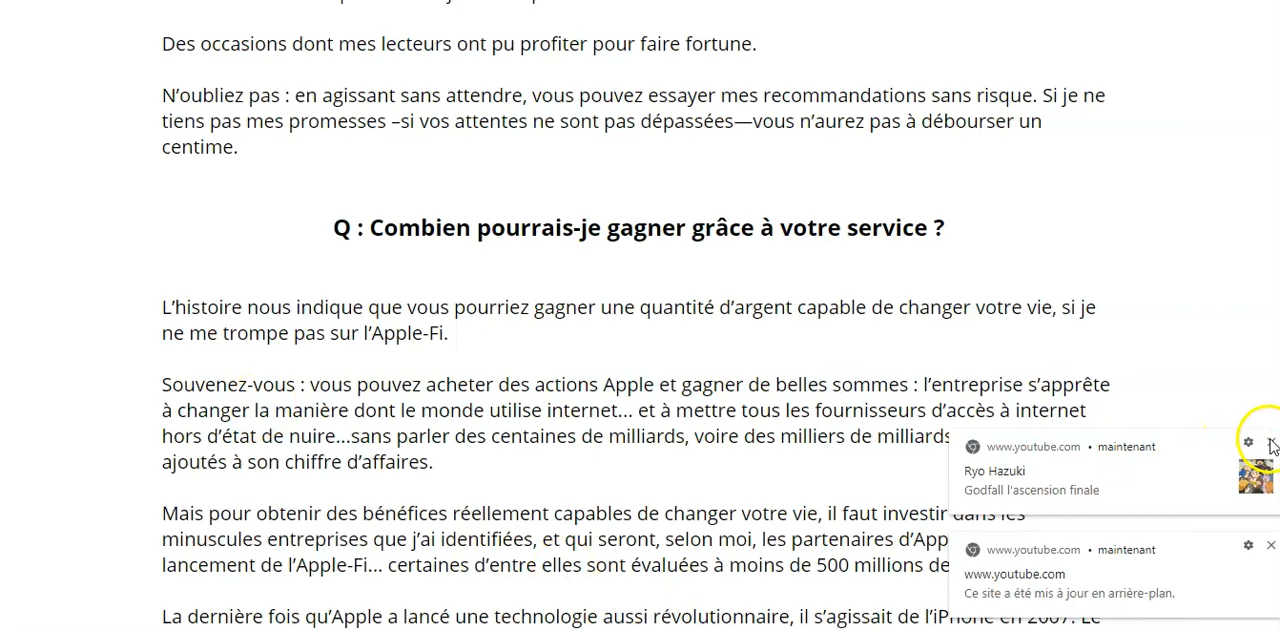 Des occasions dont mes lecteurs ont pu profiter pour faire fortune.
N’oubliez pas : en agissant sans attendre, vous pouvez essayer mes recommandations sans risque. Si je ne
tiens pas mes promesses –si vos attentes ne sont pas dépassées—vous n’aurez pas à débourser un
centime.
Q : Combien pourrais-je gagner grâce à votre service ?
L’histoire nous indique que vous pourriez gagner une quantité d’argent capable de changer votre vie, si je
ne me trompe pas sur l’Apple-Fi.
Souvenez-vous : vous pouvez acheter des actions Apple et gagner de belles sommes : l’entreprise s’apprête
à changer la manière dont le monde utilise internet... et à mettre tous les fournisseurs d’accès à internet
hors d’état de nuire...sans parler des centaines de milliards, voire des milliers de milliards
ajoutés à son chiffre d’affaires.
Mais pour obtenir des bénéfices réellement capables de changer votre vie, il faut investir dans les
minuscules entreprises que j’ai identifiées, et qui seront, selon moi, les partenaires d’App
lancement de l’Apple-Fi... certaines d’entre elles sont évaluées à moins de 500 millions de
La dernière fois qu’Apple a lancé une technologie aussi révolutionnaire, il s’agissait de l’iPhone en 2007. Le
www.youtube.com • maintenant
Ryo Hazuki
Godfall l'ascension finale
www.youtube.com • maintenant
www.youtube.com
Ce site a été mis à jour en arrière-plan.